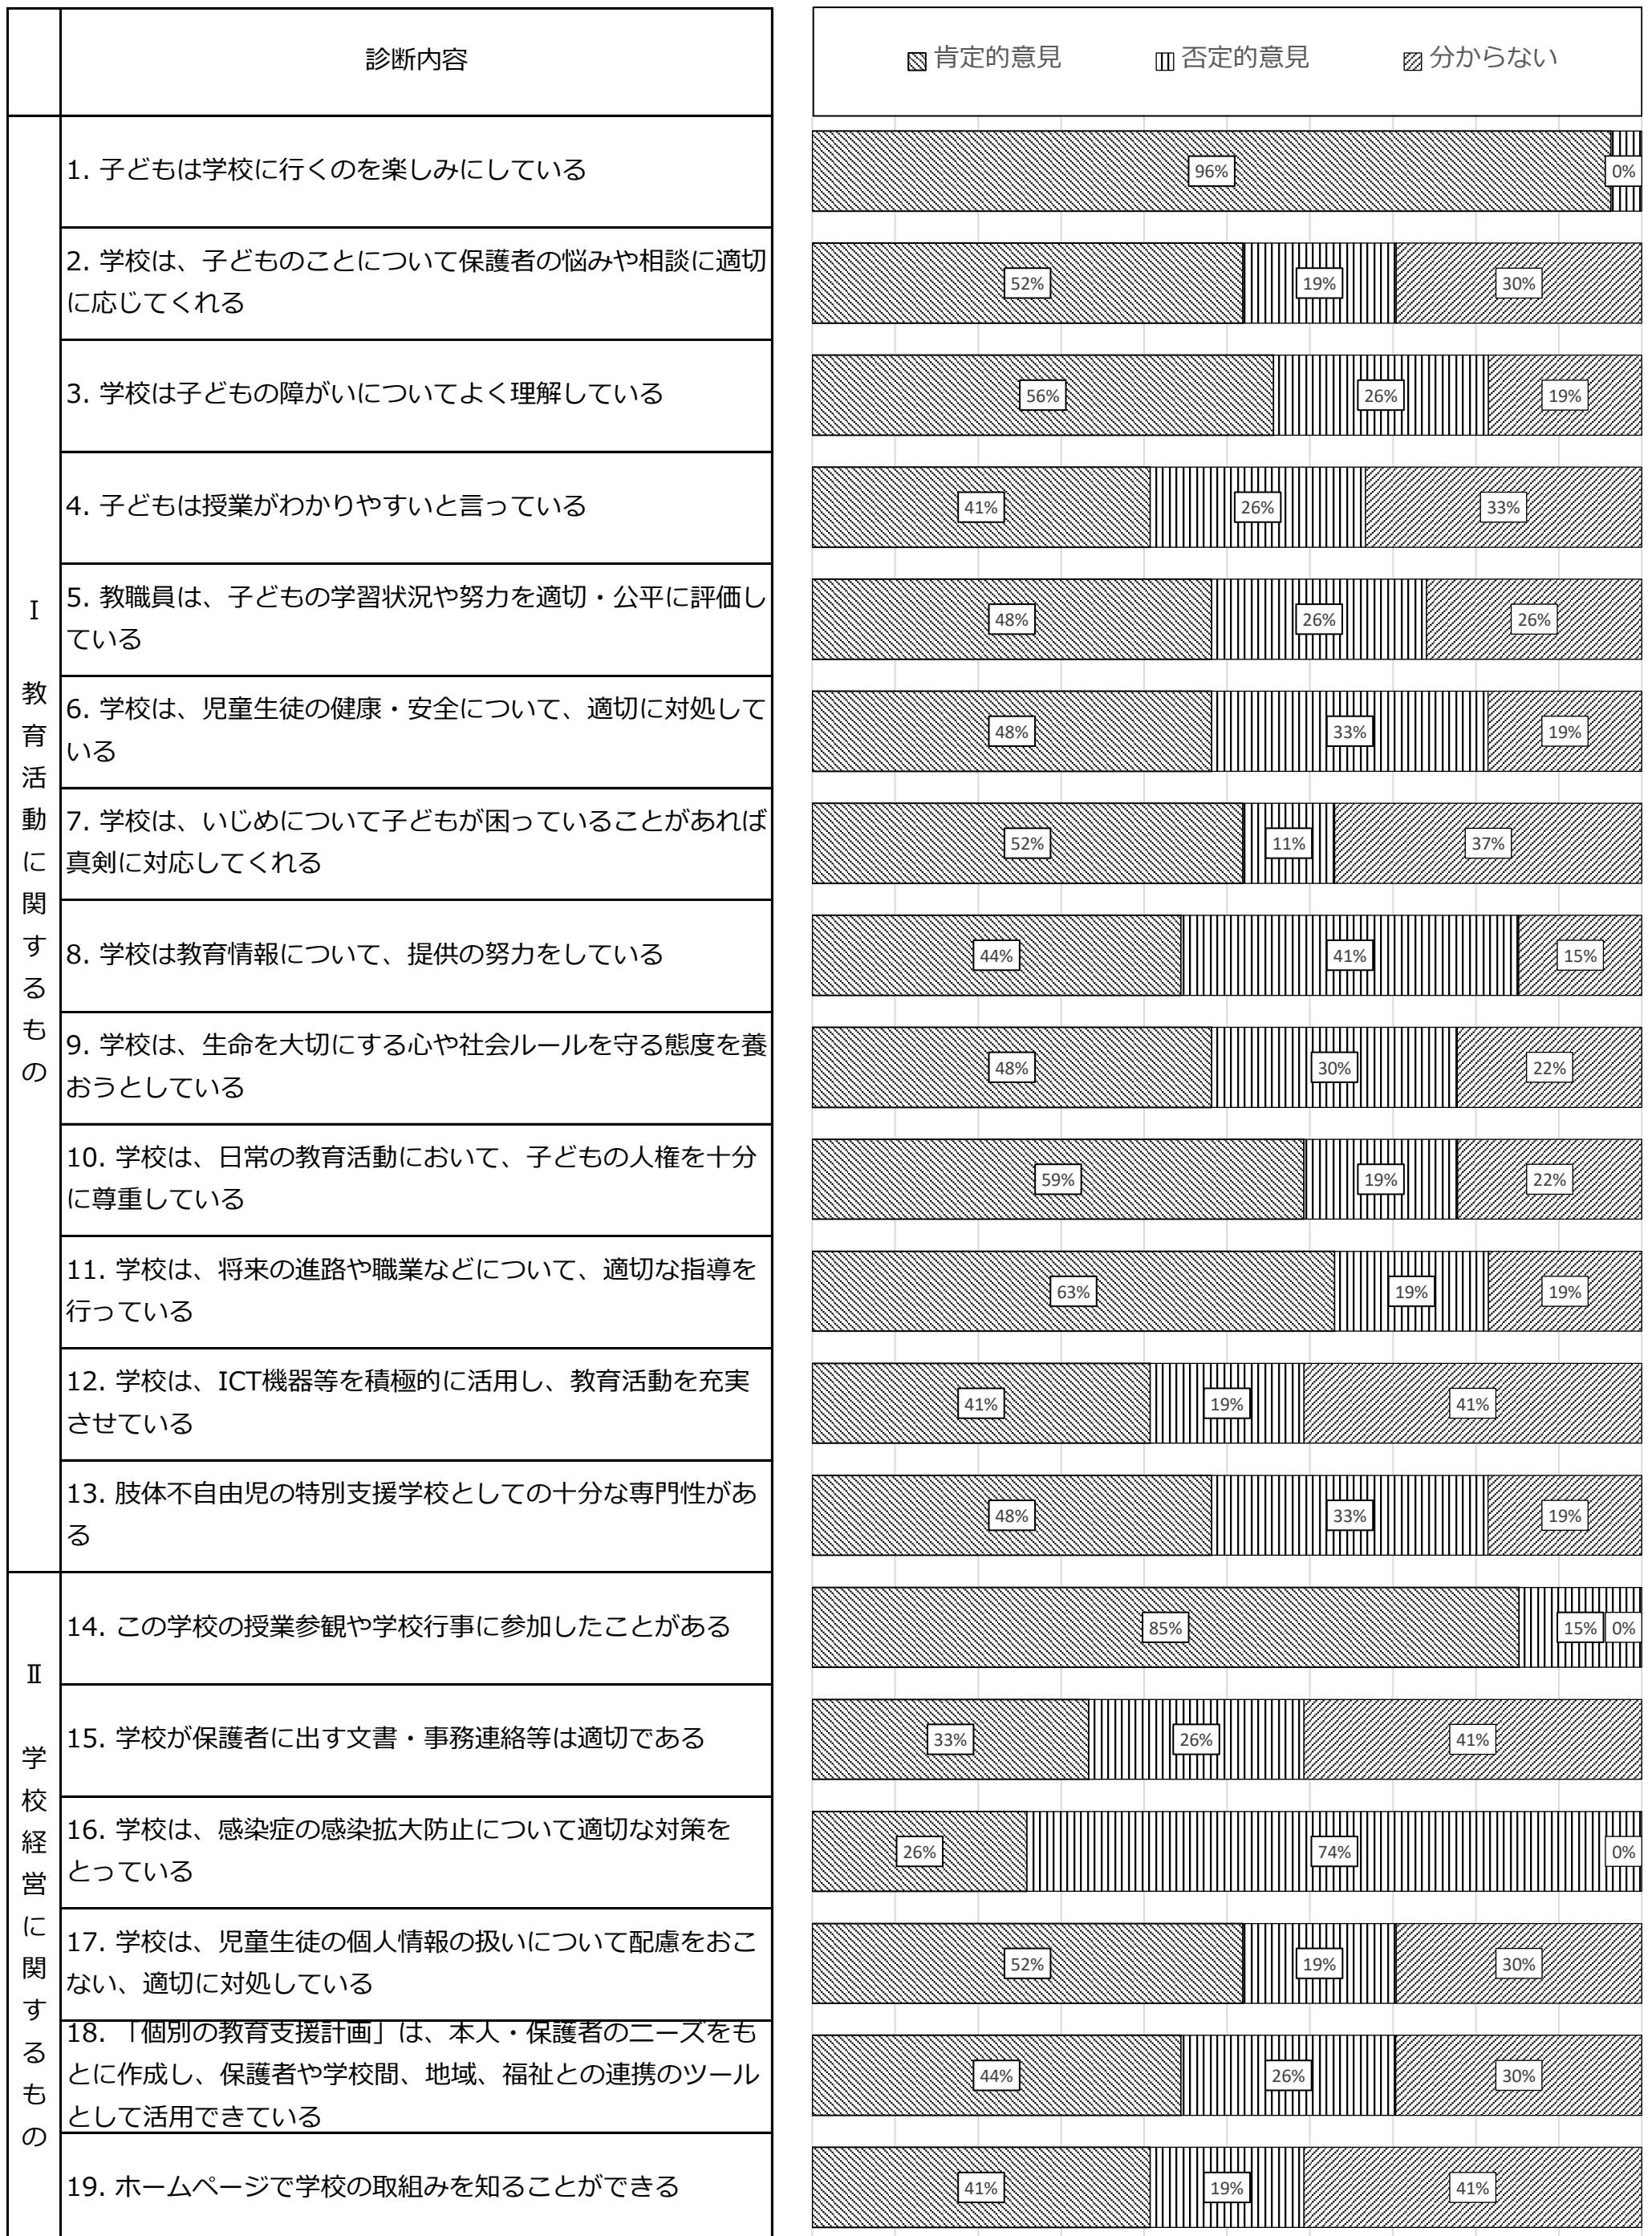 診断内容
肯定的意見
否定的意見
分からない
Ⅰ 教育活動に関するもの
1. 子どもは学校に行くのを楽しみにしている
96%
0%
2. 学校は、子どものことについて保護者の悩みや相談に適切
に応じてくれる
52%
19%
30%
3. 学校は子どもの障がいについてよく理解している
56%
26%
19%
4. 子どもは授業がわかりやすいと言っている
41%
26%
33%
5. 教職員は、子どもの学習状況や努力を適切・公平に評価し
ている
48%
26%
26%
6. 学校は、児童生徒の健康・安全について、適切に対処して
いる
48%
33%
19%
7. 学校は、いじめについて子どもが困っていることがあれば
真剣に対応してくれる
52%
11%
37%
8. 学校は教育情報について、提供の努力をしている
44%
41%
15%
9. 学校は、生命を大切にする心や社会ルールを守る態度を養
おうとしている
48%
30%
22%
10. 学校は、日常の教育活動において、子どもの人権を十分
に尊重している
59%
19%
22%
11. 学校は、将来の進路や職業などについて、適切な指導を
行っている
63%
19%
19%
12. 学校は、ICT機器等を積極的に活用し、教育活動を充実
させている
41%
19%
41%
13. 肢体不自由児の特別支援学校としての十分な専門性があ
る
48%
33%
19%
Ⅱ 学校経営に関するもの
14. この学校の授業参観や学校行事に参加したことがある
85%
15%
0%
15. 学校が保護者に出す文書・事務連絡等は適切である
33%
26%
41%
16. 学校は、感染症の感染拡大防止について適切な対策を
とっている
26%
74%
0%
17. 学校は、児童生徒の個人情報の扱いについて配慮をおこ
ない、適切に対処している
52%
19%
30%
18. 「個別の教育支援計画」は、本人・保護者のニーズをも
とに作成し、保護者や学校間、地域、福祉との連携のツール
として活用できている
44%
26%
30%
19. ホームページで学校の取組みを知ることができる
41%
19%
41%